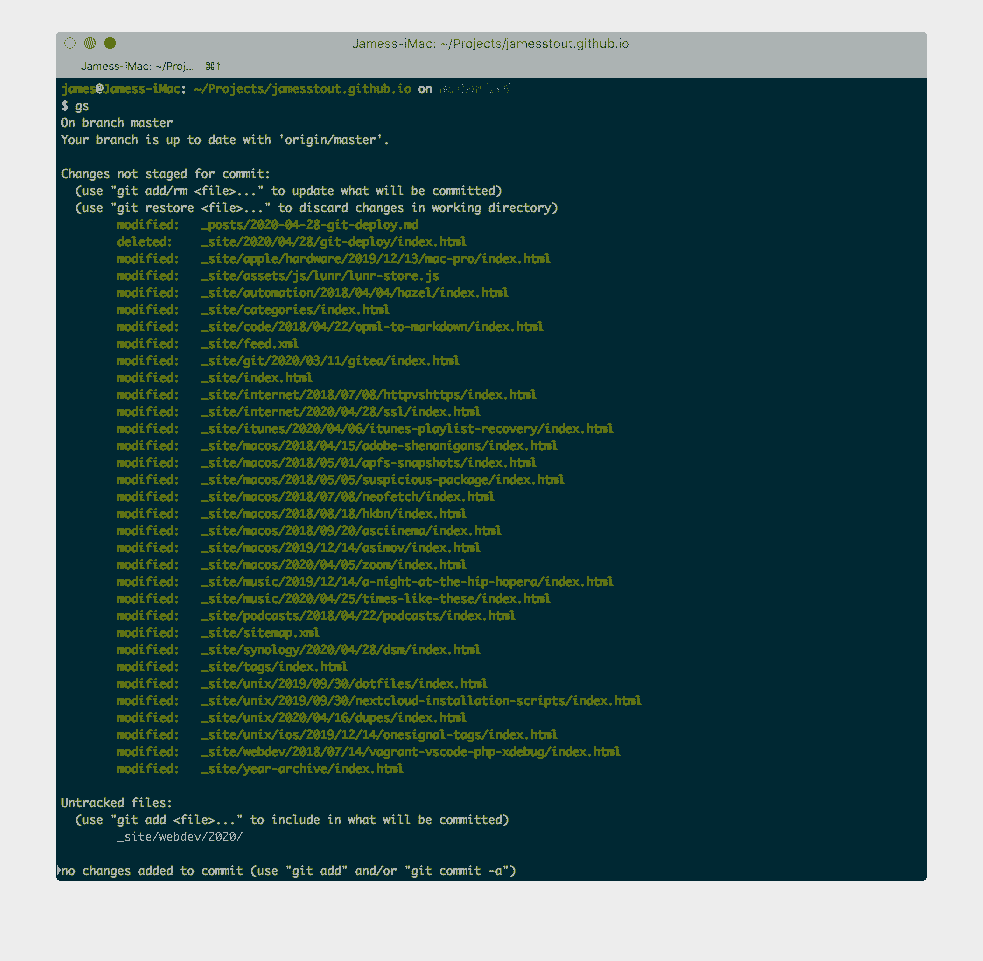 Jamess-iMac: ~/Projects/jamesstout.github.io
Jamess-iMac: ~/Proj... ⌘1
james@Jamess-iMac: ~/Projects/jamesstout.github.io on
$ gs
On branch master
Your branch is up to date with 'origin/master'.
Changes not staged for commit:
(use "git add/rm <file>..." to update what will be committed)
(use "git restore <file>..." to discard changes in working directory)
modified: _posts/2020-04-28-git-deploy.md
deleted: _site/2020/04/28/git-deploy/index.html
modified: _site/apple/hardware/2019/12/13/mac-pro/index.html
modified: _site/assets/js/lunr/lunr-store.js
modified: _site/automation/2018/04/04/hazel/index.html
modified: _site/categories/index.html
modified: _site/code/2018/04/22/opml-to-markdown/index.html
modified: _site/feed.xml
modified: _site/git/2020/03/11/gitea/index.html
modified: _site/index.html
modified: _site/internet/2018/07/08/httpvshttps/index.html
modified: _site/internet/2020/04/28/ssl/index.html
modified: _site/itunes/2020/04/06/itunes-playlist-recovery/index.html
modified: _site/macos/2018/04/15/adobe-shenanigans/index.html
modified: _site/macos/2018/05/01/apfs-snapshots/index.html
modified: _site/macos/2018/05/05/suspicious-package/index.html
modified: _site/macos/2018/07/08/neofetch/index.html
modified: _site/macos/2018/08/18/hkbn/index.html
modified: _site/macos/2018/09/20/asciinema/index.html
modified: _site/macos/2019/12/14/asimov/index.html
modified: _site/macos/2020/04/05/zoom/index.html
modified: _site/music/2019/12/14/a-night-at-the-hip-hopera/index.html
modified: _site/music/2020/04/25/times-like-these/index.html
modified: _site/podcasts/2018/04/22/podcasts/index.html
modified: _site/sitemap.xml
modified: _site/synology/2020/04/28/dsm/index.html
modified: _site/tags/index.html
modified: _site/unix/2019/09/30/dotfiles/index.html
modified: _site/unix/2019/09/30/nextcloud-installation-scripts/index.html
modified: _site/unix/2020/04/16/dupes/index.html
modified: _site/unix/ios/2019/12/14/onesignal-tags/index.html
modified: _site/webdev/2018/07/14/vagrant-vscode-php-xdebug/index.html
modified: _site/year-archive/index.html
Untracked files:
(use "git add <file>..." to include in what will be committed)
_site/webdev/2020/
no changes added to commit (use "git add" and/or "git commit -a")